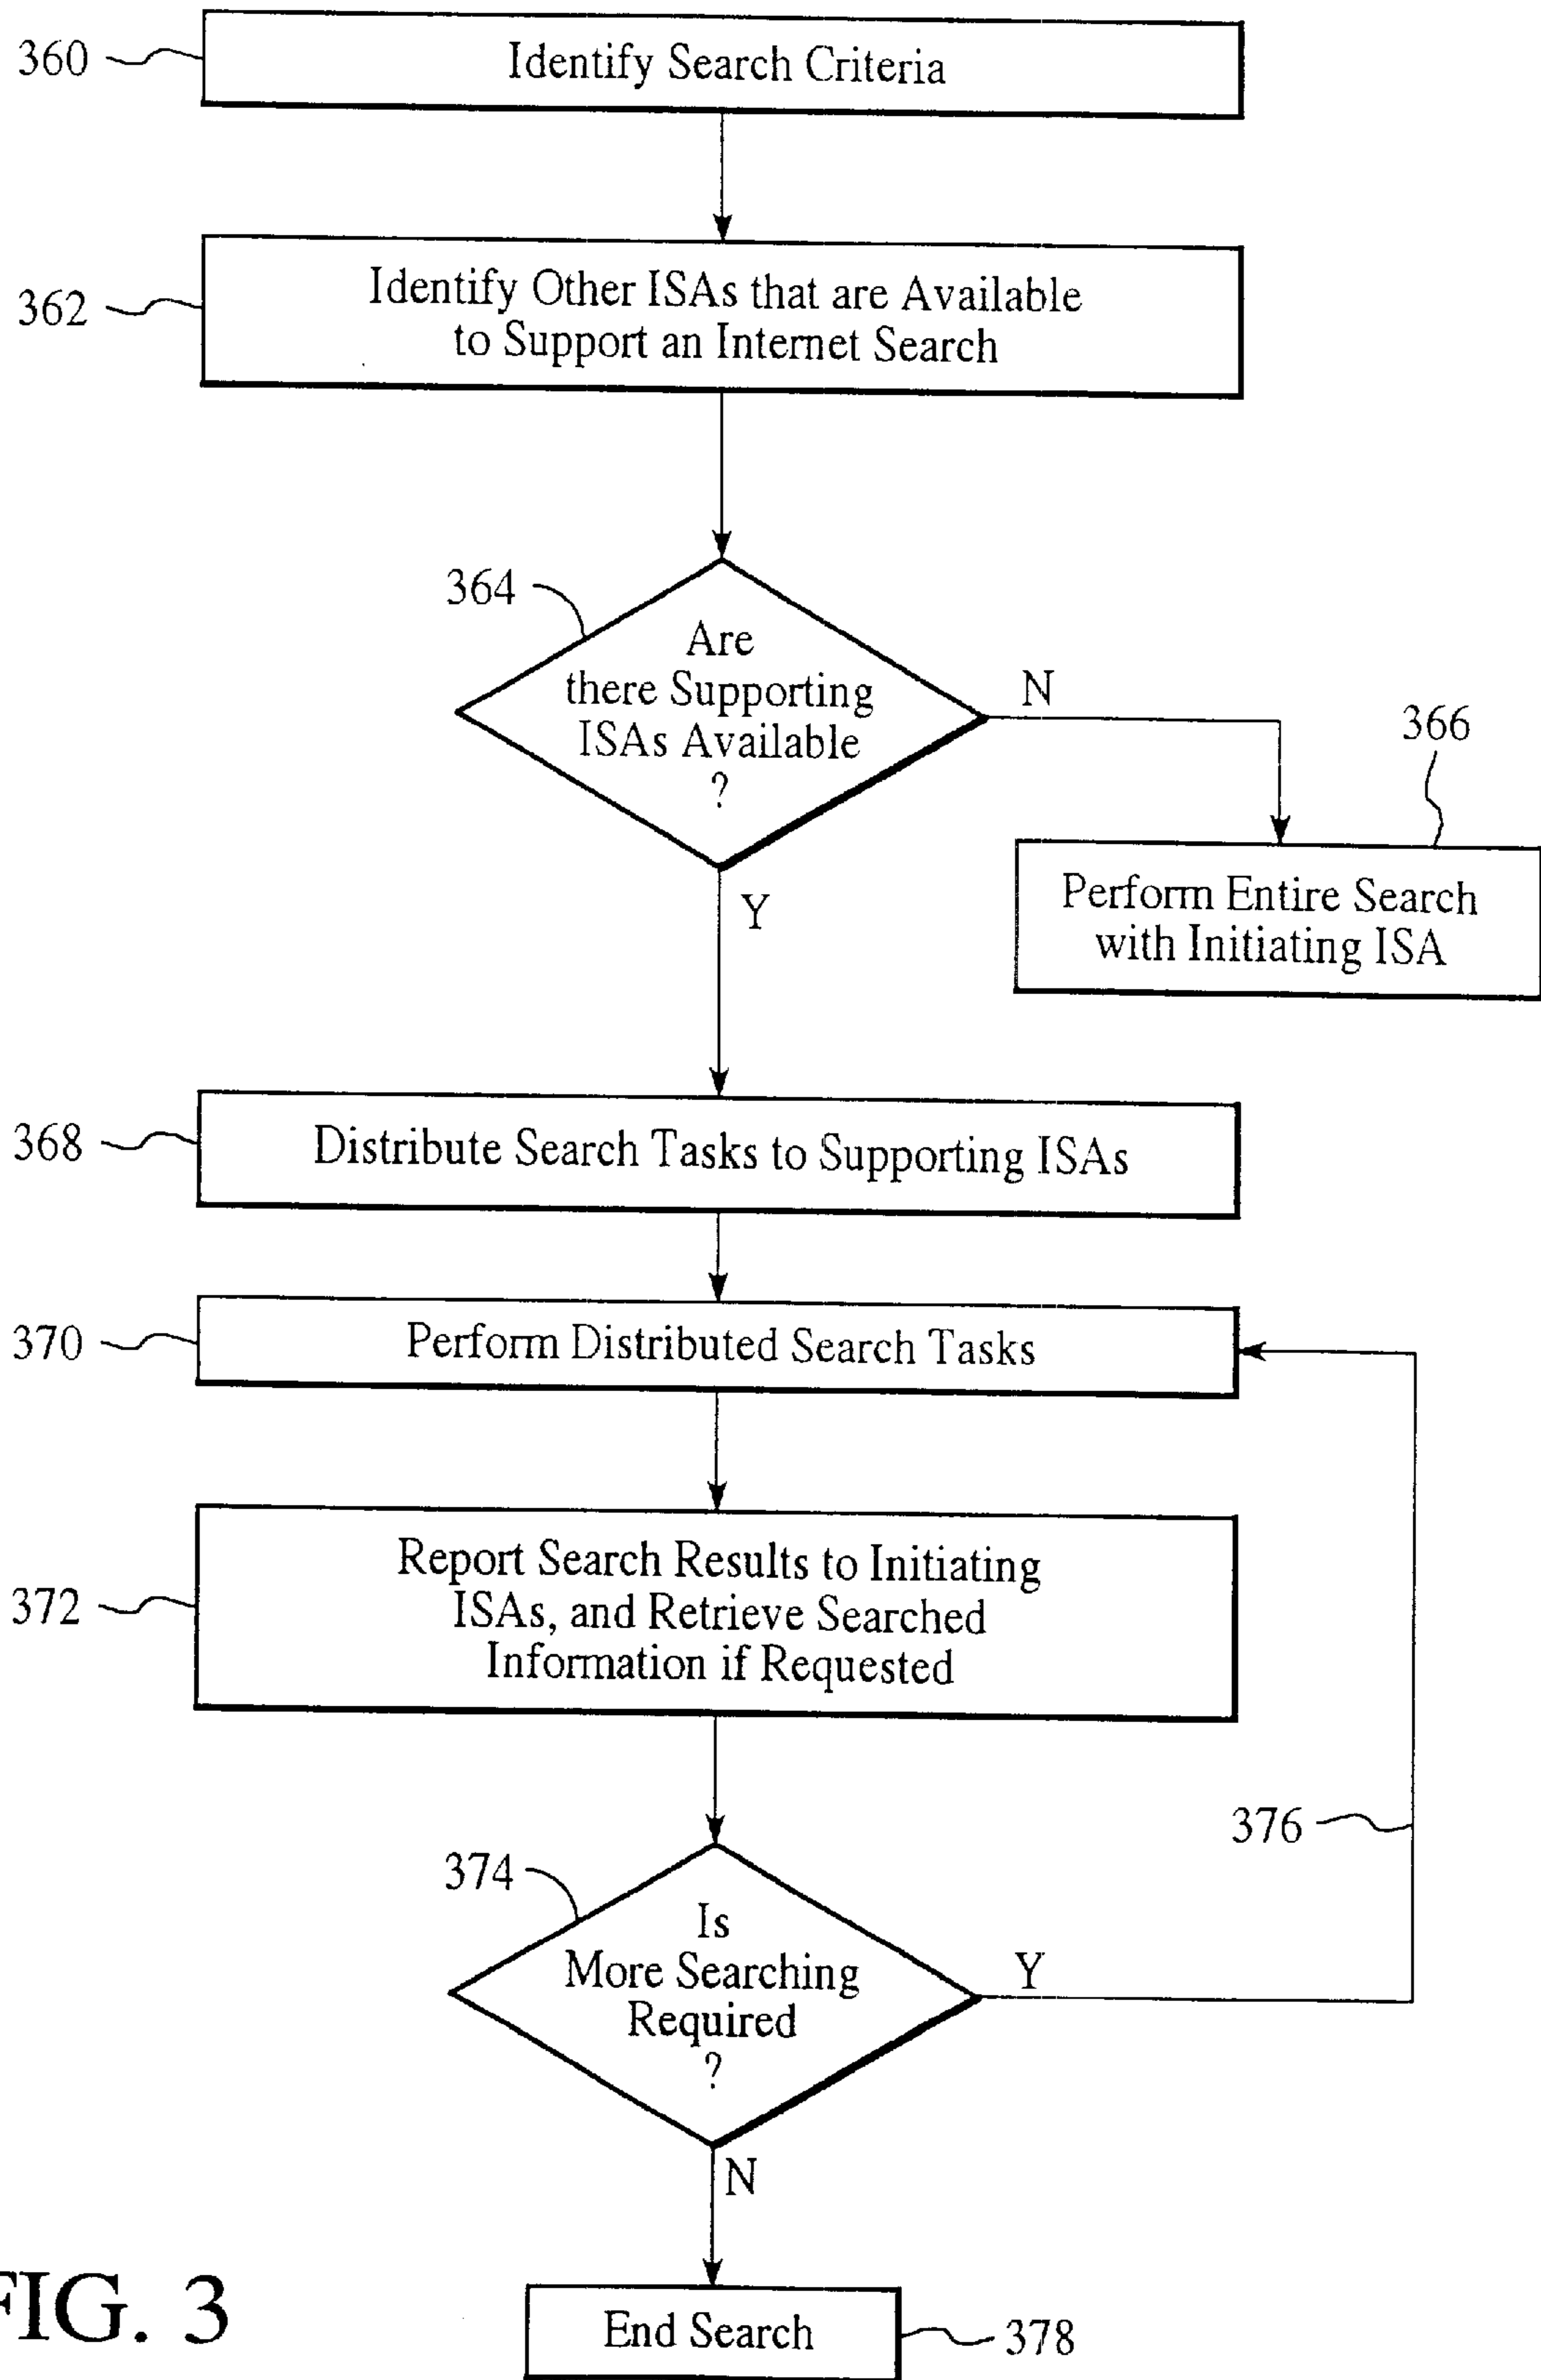 360
Identify Search Criteria
362
Identify Other ISAs that are Available
to Support an Internet Search
364
Are
there Supporting
ISAs Available
?
N
366
Perform Entire Search
with Initiating ISA
Y
368
Distribute Search Tasks to Supporting ISAs
370
Perform Distributed Search Tasks
372
Report Search Results to Initiating
ISAs, and Retrieve Searched
Information if Requested
376
374
Is
More Searching
Required
?
Y
N
FIG. 3
End Search
378